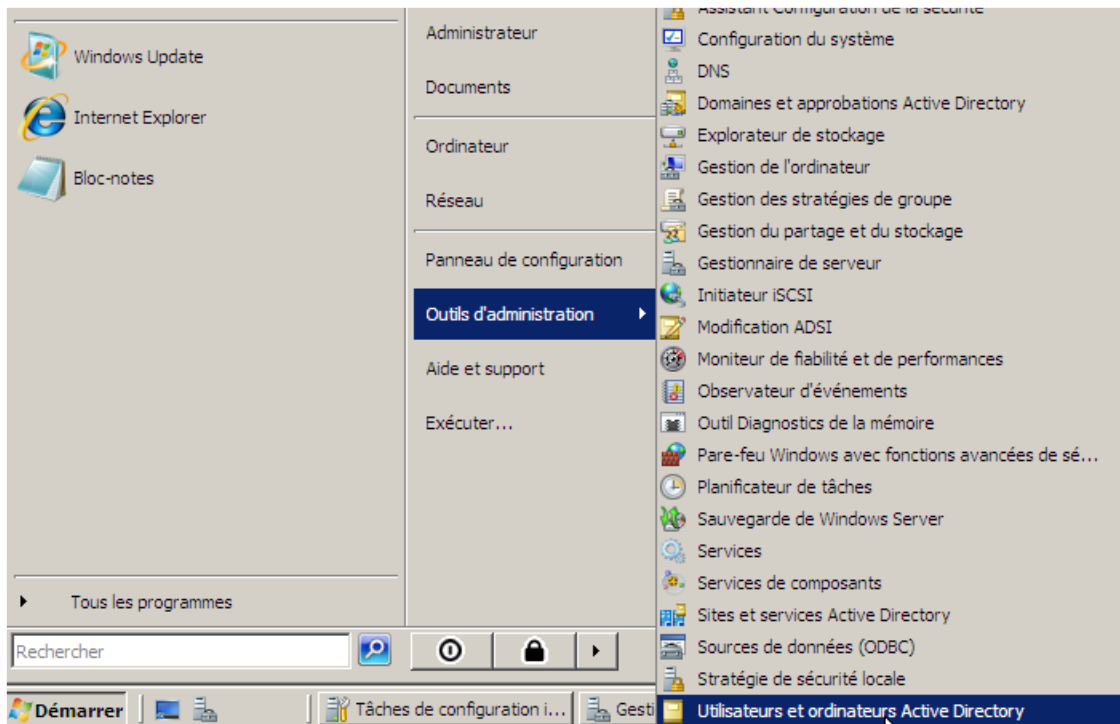 Windows Update
Internet Explorer
Bloc-notes
Tous les programmes
Rechercher
Administrateur
Documents
Ordinateur
Réseau
Panneau de configuration
Outils d'administration
Aide et support
Exécuter...
Assistant Configuration de la sécurité
Configuration du système
DNS
Domaines et approbations Active Directory
Explorateur de stockage
Gestion de l'ordinateur
Gestion des stratégies de groupe
Gestion du partage et du stockage
Gestionnaire de serveur
Initiateur iSCSI
Modification ADSI
Moniteur de fiabilité et de performances
Observateur d'événements
Outil Diagnostics de la mémoire
Pare-feu Windows avec fonctions avancées de sé...
Planificateur de tâches
Sauvegarde de Windows Server
Services
Services de composants
Sites et services Active Directory
Sources de données (ODBC)
Stratégie de sécurité locale
Utilisateurs et ordinateurs Active Directory
Démarrer
Tâches de configuration i...
Gesti